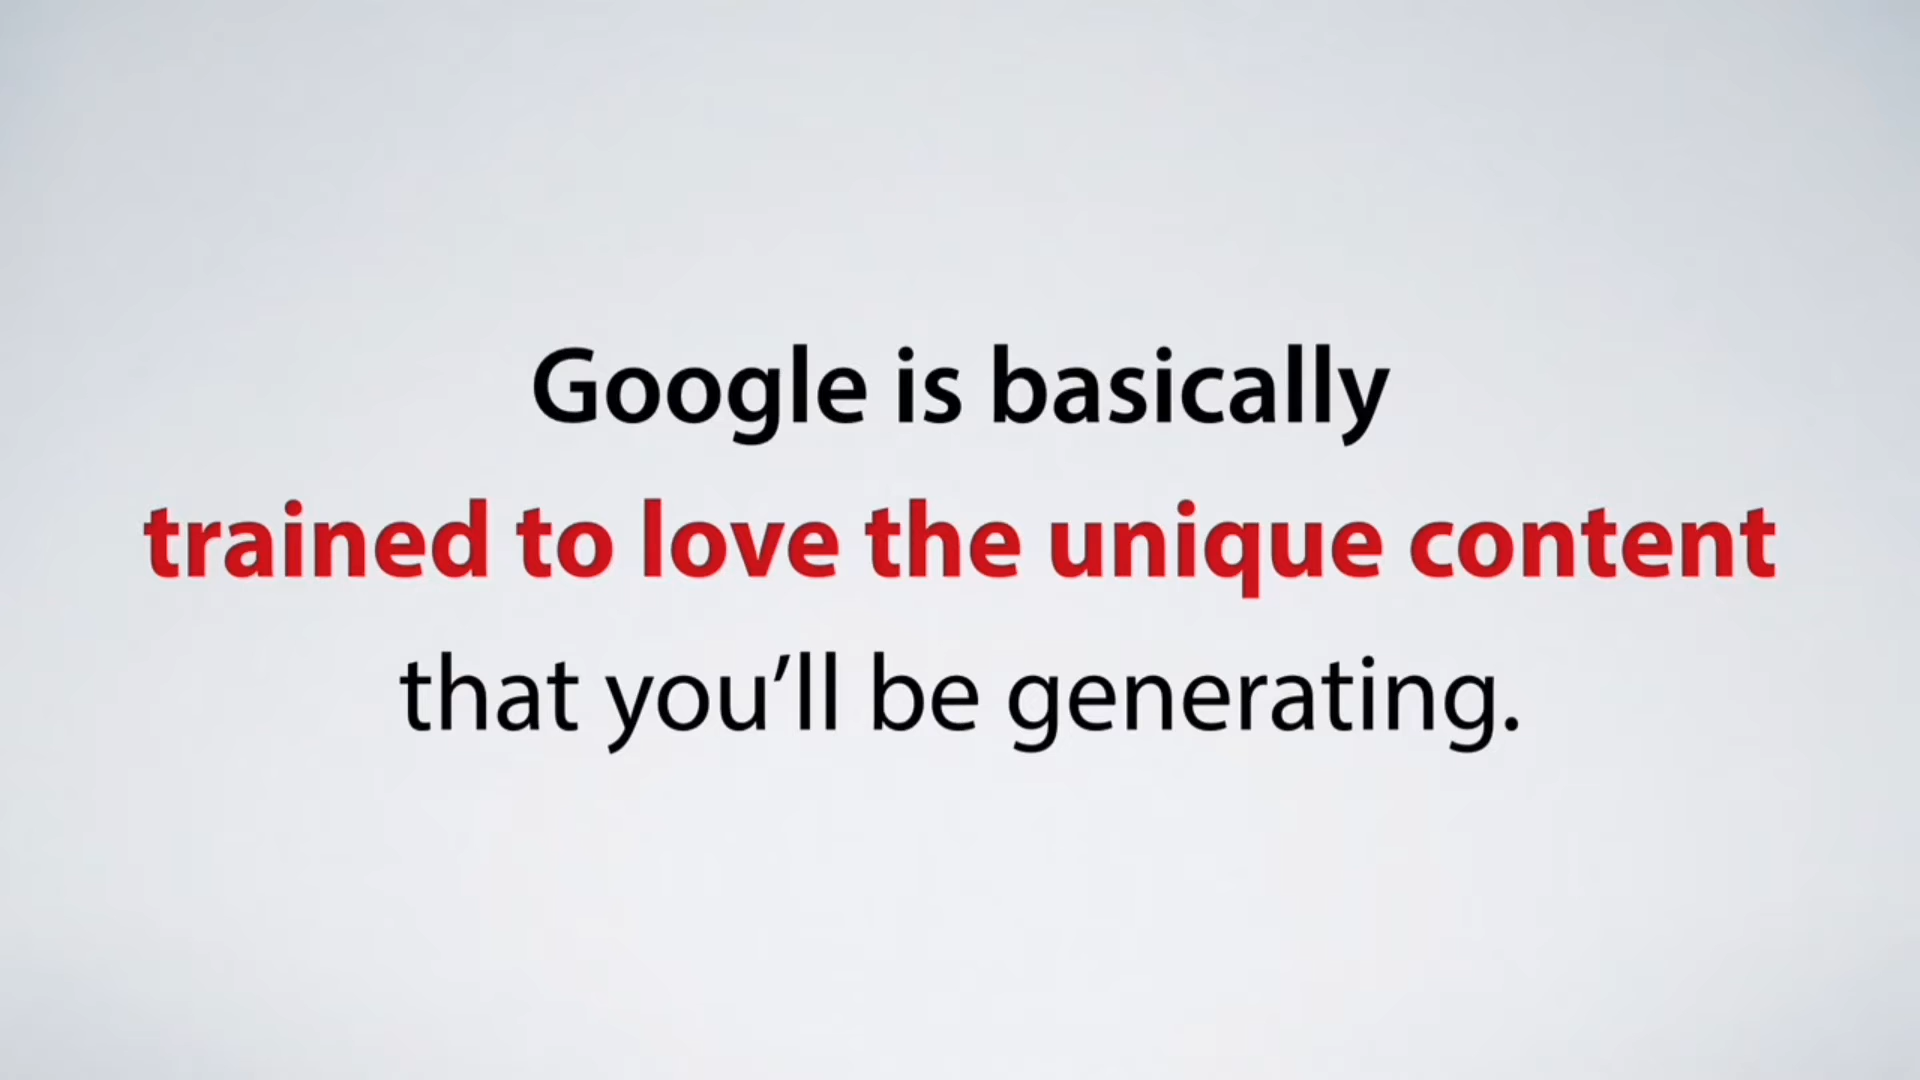 Google is basically
trained to love the unique content
that you’ll be generating.